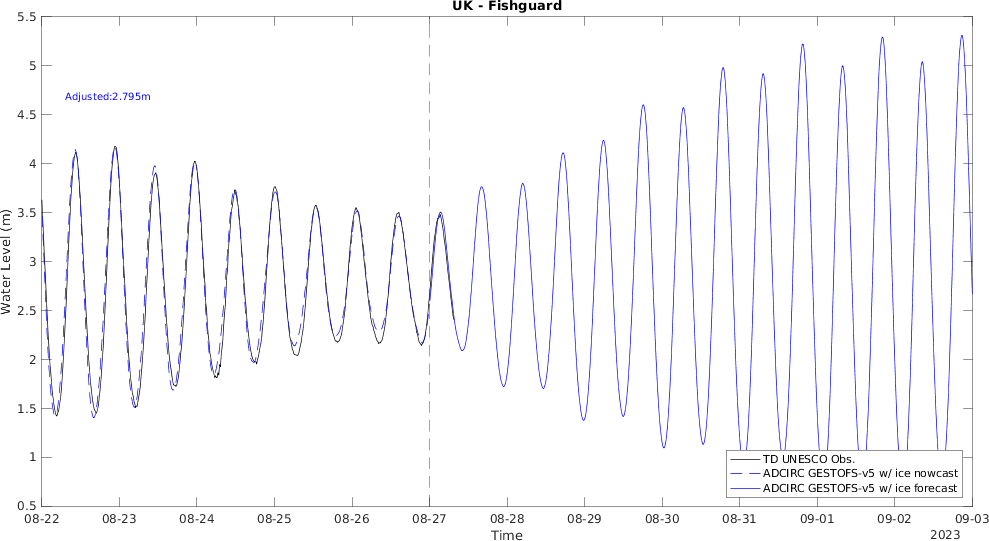 UK - Fishguard
5.5
5
4.5
4
3.5
3
2.5
2
1.5
1
0.5
Water Level (m)
Adjusted:2.795m
TD UNESCO Obs.
ADCIRC GESTOFS-v5 w/ ice nowcast
ADCIRC GESTOFS-v5 w/ ice forecast
08-22 08-23 08-24 08-25 08-26 08-27 08-28 08-29 08-30 08-31 09-01 09-02 09-03
Time
2023